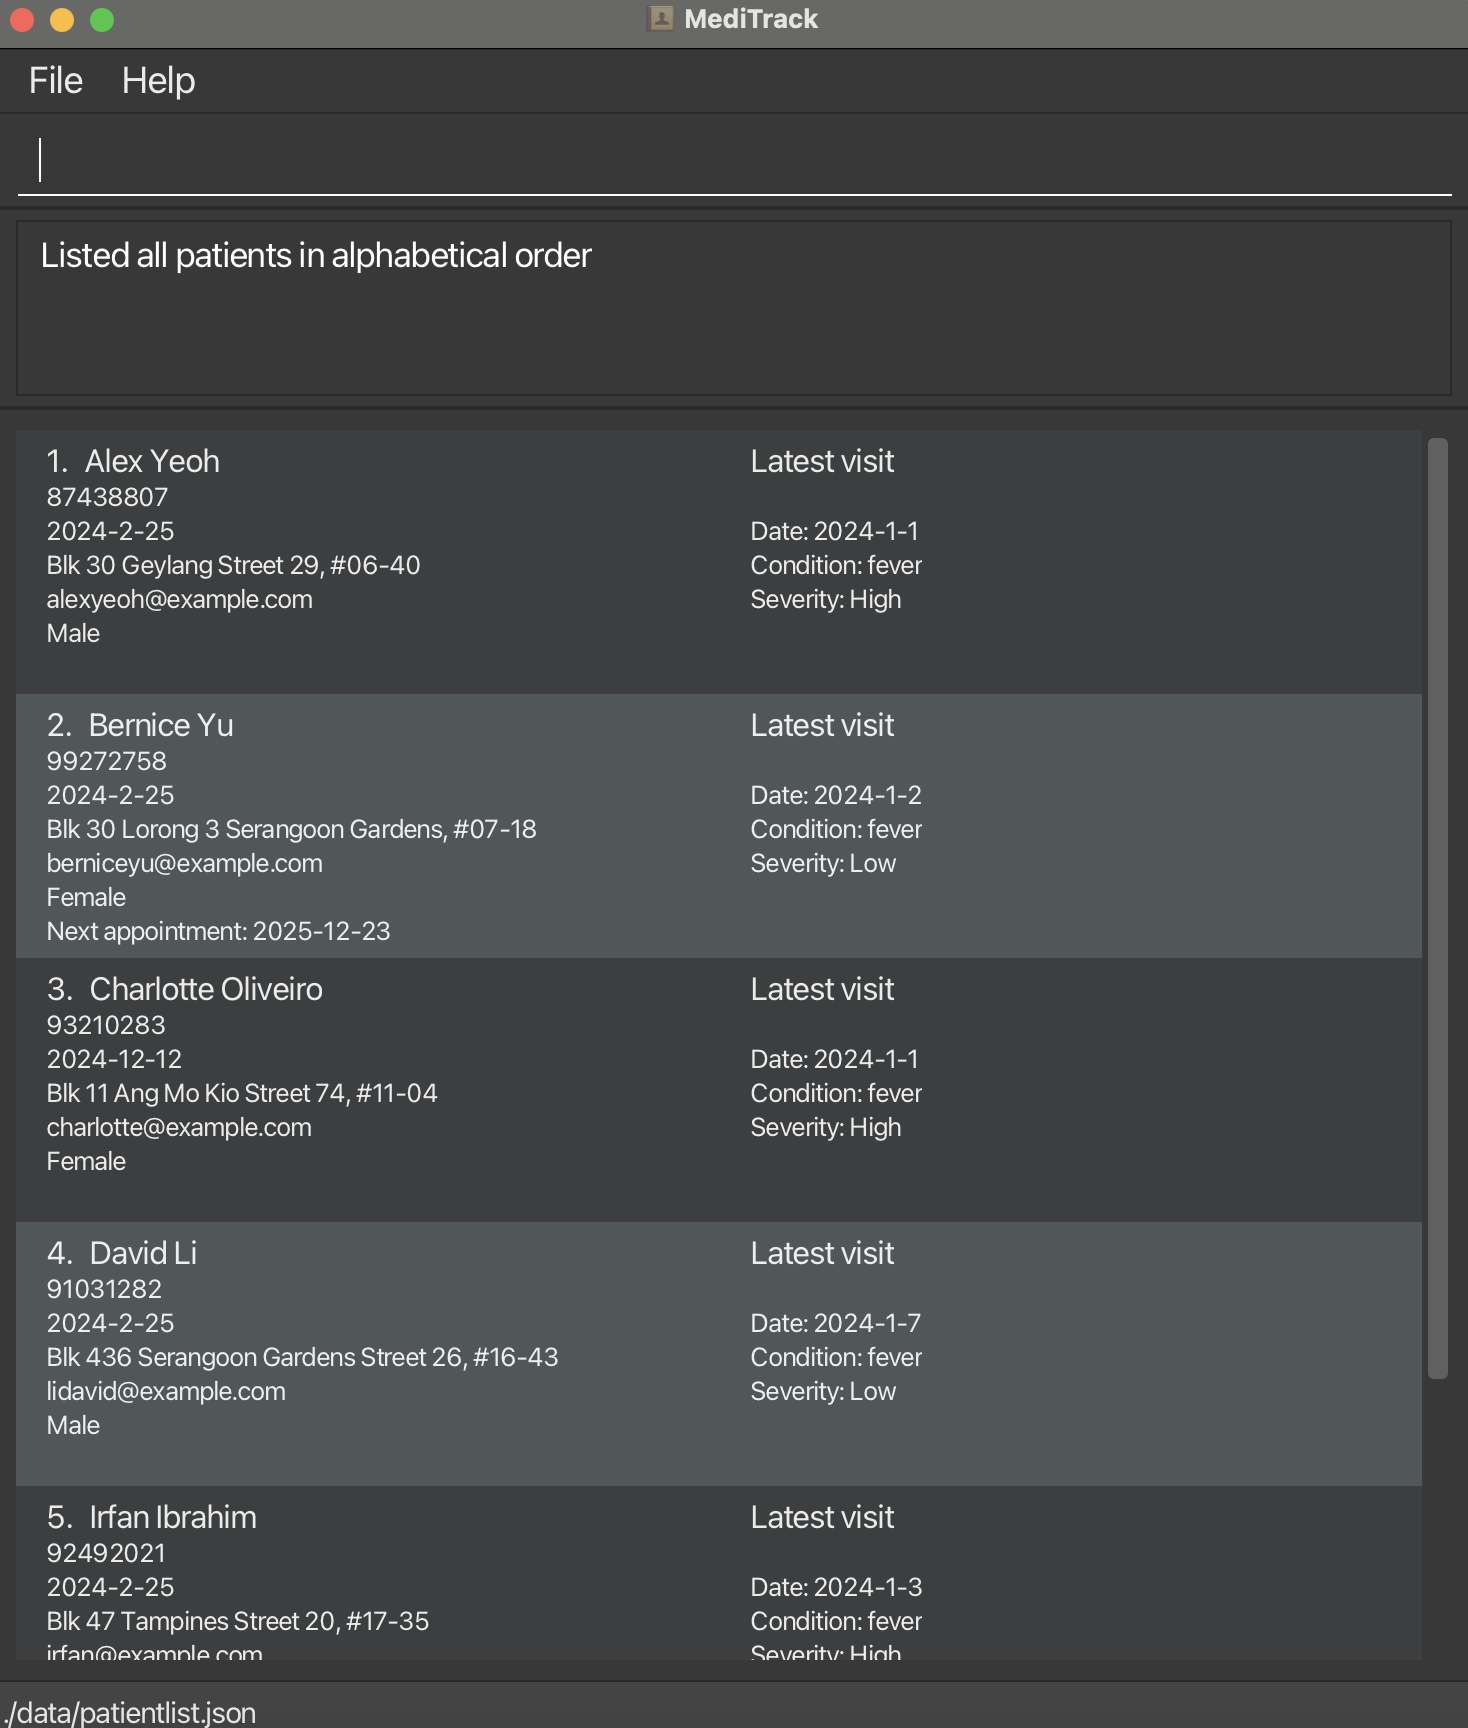 MediTrack
File Help
Listed all patients in alphabetical order
1. Alex Yeoh
87438807
2024-2-25
Blk 30 Geylang Street 29, #06-40
alexyeoh@example.com
Male
Latest visit
Date: 2024-1-1
Condition: fever
Severity: High
2. Bernice Yu
99272758
2024-2-25
Blk 30 Lorong 3 Serangoon Gardens, #07-18
berniceyu@example.com
Female
Next appointment: 2025-12-23
Latest visit
Date: 2024-1-2
Condition: fever
Severity: Low
3. Charlotte Oliveiro
93210283
2024-12-12
Blk 11 Ang Mo Kio Street 74, #11-04
charlotte@example.com
Female
Latest visit
Date: 2024-1-1
Condition: fever
Severity: High
4. David Li
91031282
2024-2-25
Blk 436 Serangoon Gardens Street 26, #16-43
lidavid@example.com
Male
Latest visit
Date: 2024-1-7
Condition: fever
Severity: Low
5. Irfan Ibrahim
92492021
2024-2-25
Blk 47 Tampines Street 20, #17-35
irfan@example.com
Latest visit
Date: 2024-1-3
Condition: fever
Severity: High
./data/patientlist.json